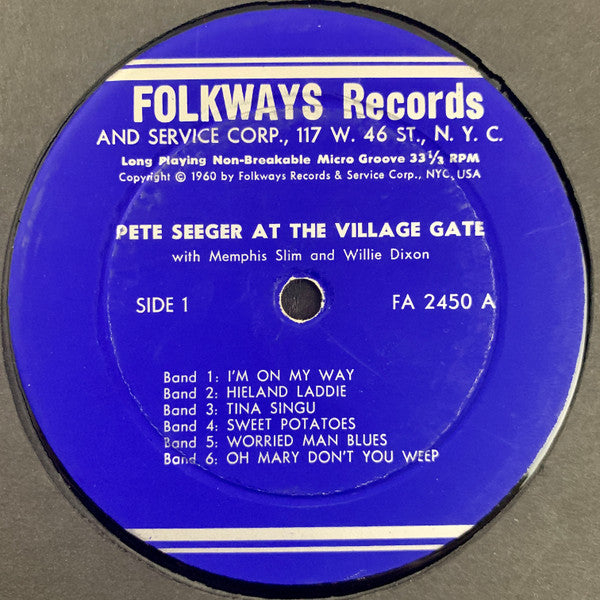 FOLKWAYS Records
AND SERVICE CORP., 117 W. 46 ST., N. Y. C.
Long Playing Non-Breakable Micro Groove 33 1/3 RPM
Copyright © 1960 by Folkways Records & Service Corp., NYC, USA
PETE SEEGER AT THE VILLAGE GATE
with Memphis Slim and Willie Dixon
SIDE 1 FA 2450 A
Band 1: I'M ON MY WAY
Band 2: HIELAND LADDIE
Band 3: TINA SINGU
Band 4: SWEET POTATOES
Band 5: WORRIED MAN BLUES
Band 6: OH MARY DON'T YOU WEEP